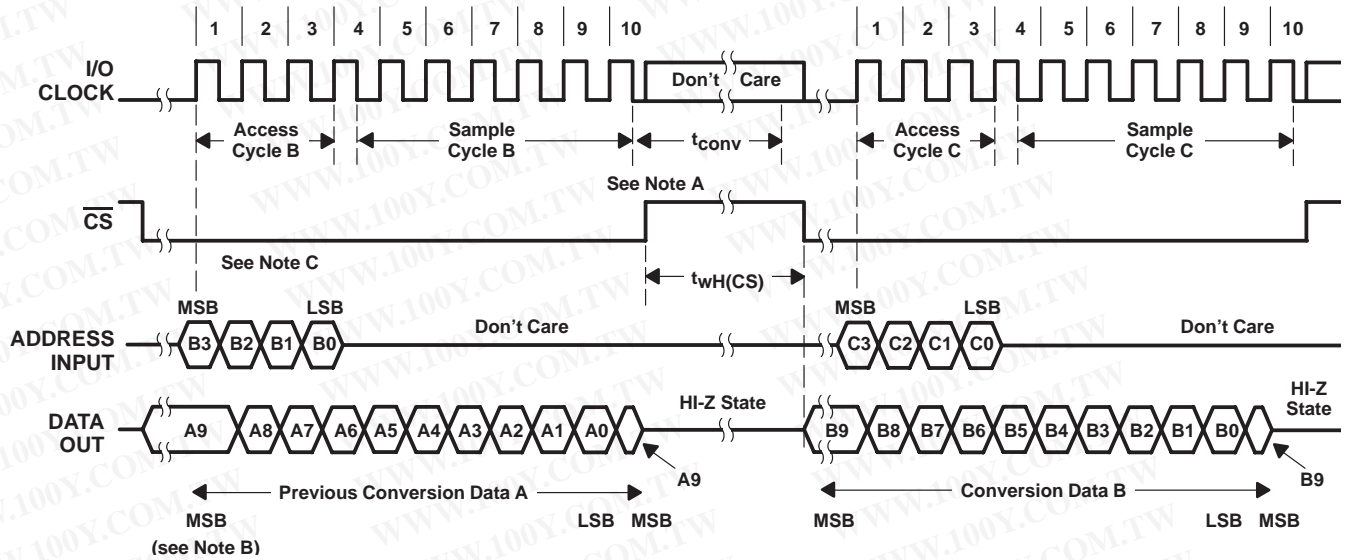 1 2 3 4 5 6 7 8 9 10 1 2 3 4 5 6 7 8 9 10
I/O
CLOCK
Don't Care
Access
Cycle B
Sample
Cycle B
tconv
Access
Cycle C
Sample
Cycle C
See Note A
CS
See Note C
twH(CS)
MSB LSB MSB LSB
ADDRESS
INPUT
B3 B2 B1 B0 Don't Care C3 C2 C1 C0 Don't Care
HI-Z State
HI-Z
State
DATA
OUT
A9 A8 A7 A6 A5 A4 A3 A2 A1 A0 B9 B8 B7 B6 B5 B4 B3 B2 B1 B0
A9 B9
Previous Conversion Data A Conversion Data B
MSB LSB MSB MSB LSB MSB
(see Note B)
WWW.100Y.COM.TW